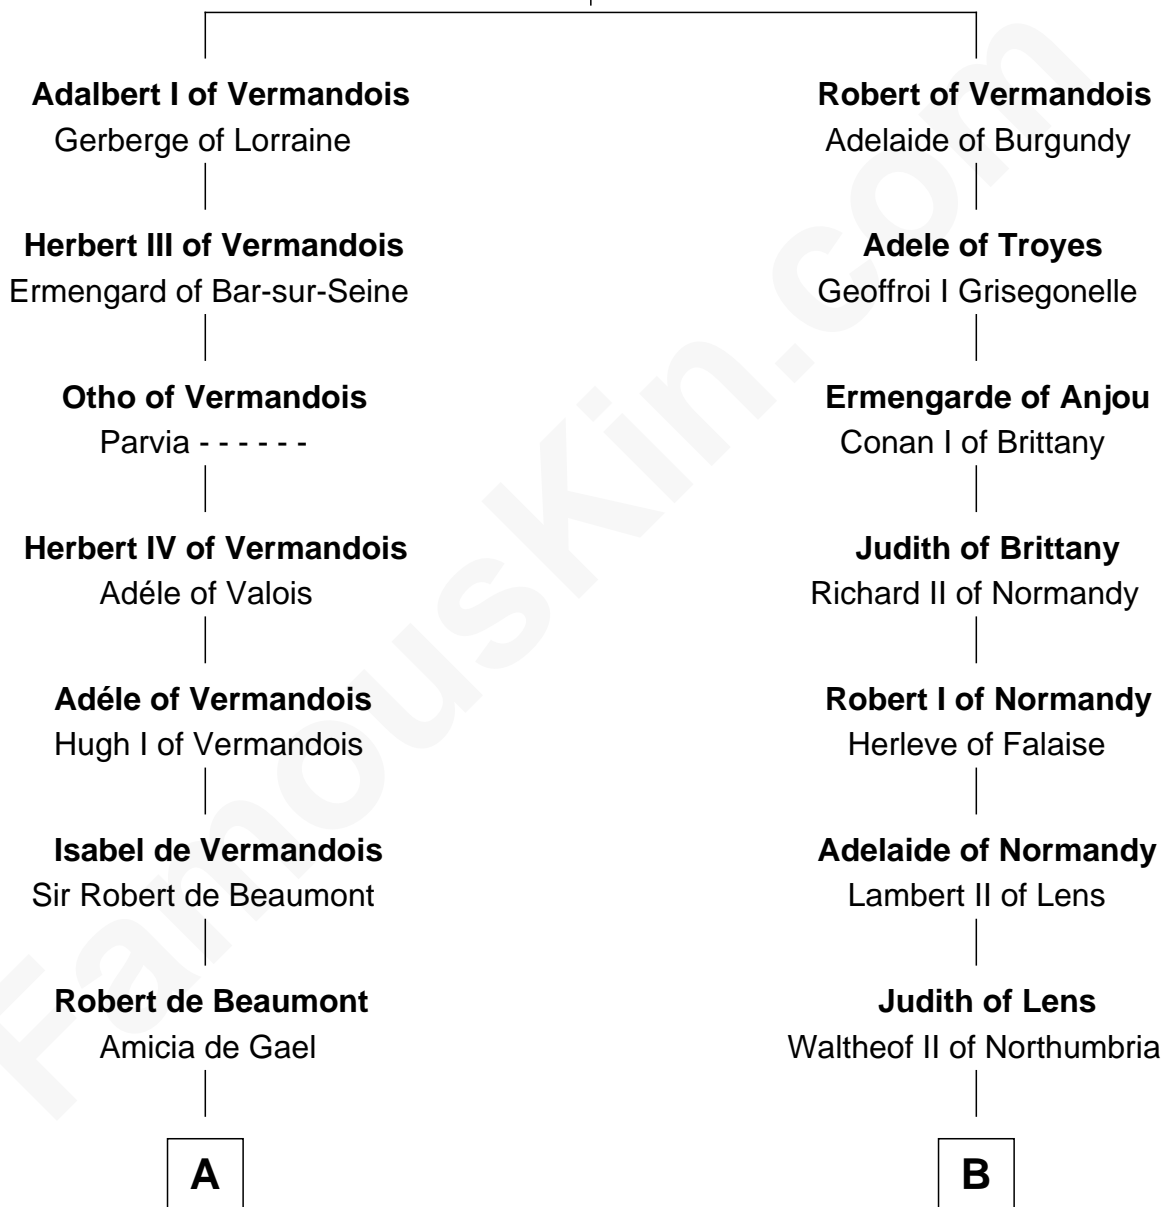 Adalbert I of Vermandois
Gerberge of Lorraine
Herbert III of Vermandois
Ermengard of Bar-sur-Seine
Otho of Vermandois
Parvia - - - - - -
Herbert IV of Vermandois
Adéle of Valois
Adéle of Vermandois
Hugh I of Vermandois
Isabel de Vermandois
Sir Robert de Beaumont
Robert de Beaumont
Amicia de Gael
A
Robert of Vermandois
Adelaide of Burgundy
Adele of Troyes
Geoffroi I Grisegonelle
Ermengarde of Anjou
Conan I of Brittany
Judith of Brittany
Richard II of Normandy
Robert I of Normandy
Herleve of Falaise
Adelaide of Normandy
Lambert II of Lens
Judith of Lens
Waltheof II of Northumbria
B
FamousKin.com